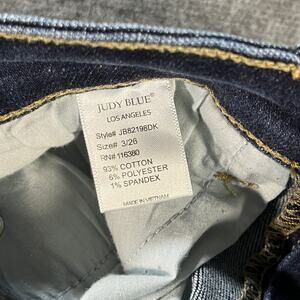 JUDY BLUE
LOS ANGELES
Style# JB82198DK
Size# 3/26
RN# 116380
93% COTTON
6% POLYESTER
1% SPANDEX
MADE IN VIETNAM